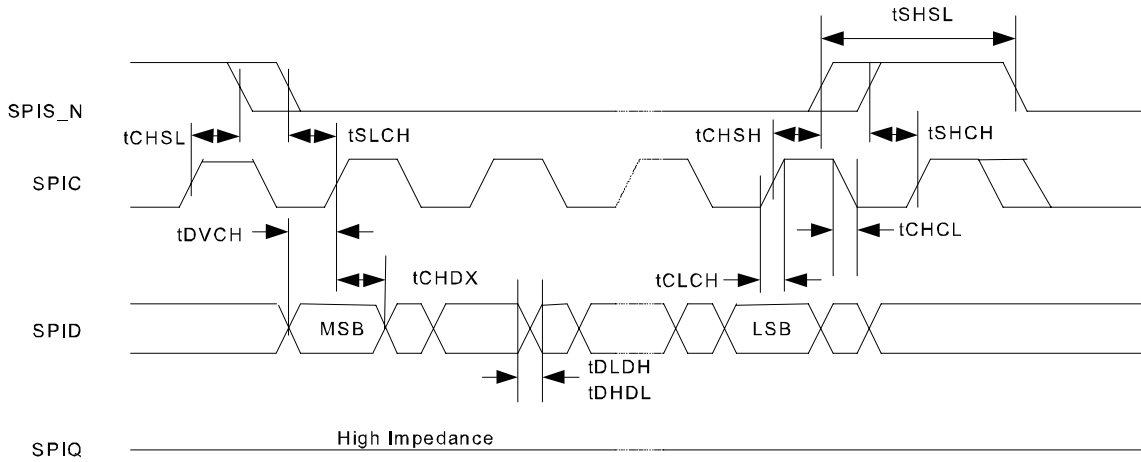 tSHSL
SPIS_N
tCHSL
tSLCH
tCHSH
tSHCH
SPIC
tDVCH
tCHCL
tCHDX
tCLCH
SPID
MSB
LSB
tDLDH
tDHDL
High Impedance
SPIQ